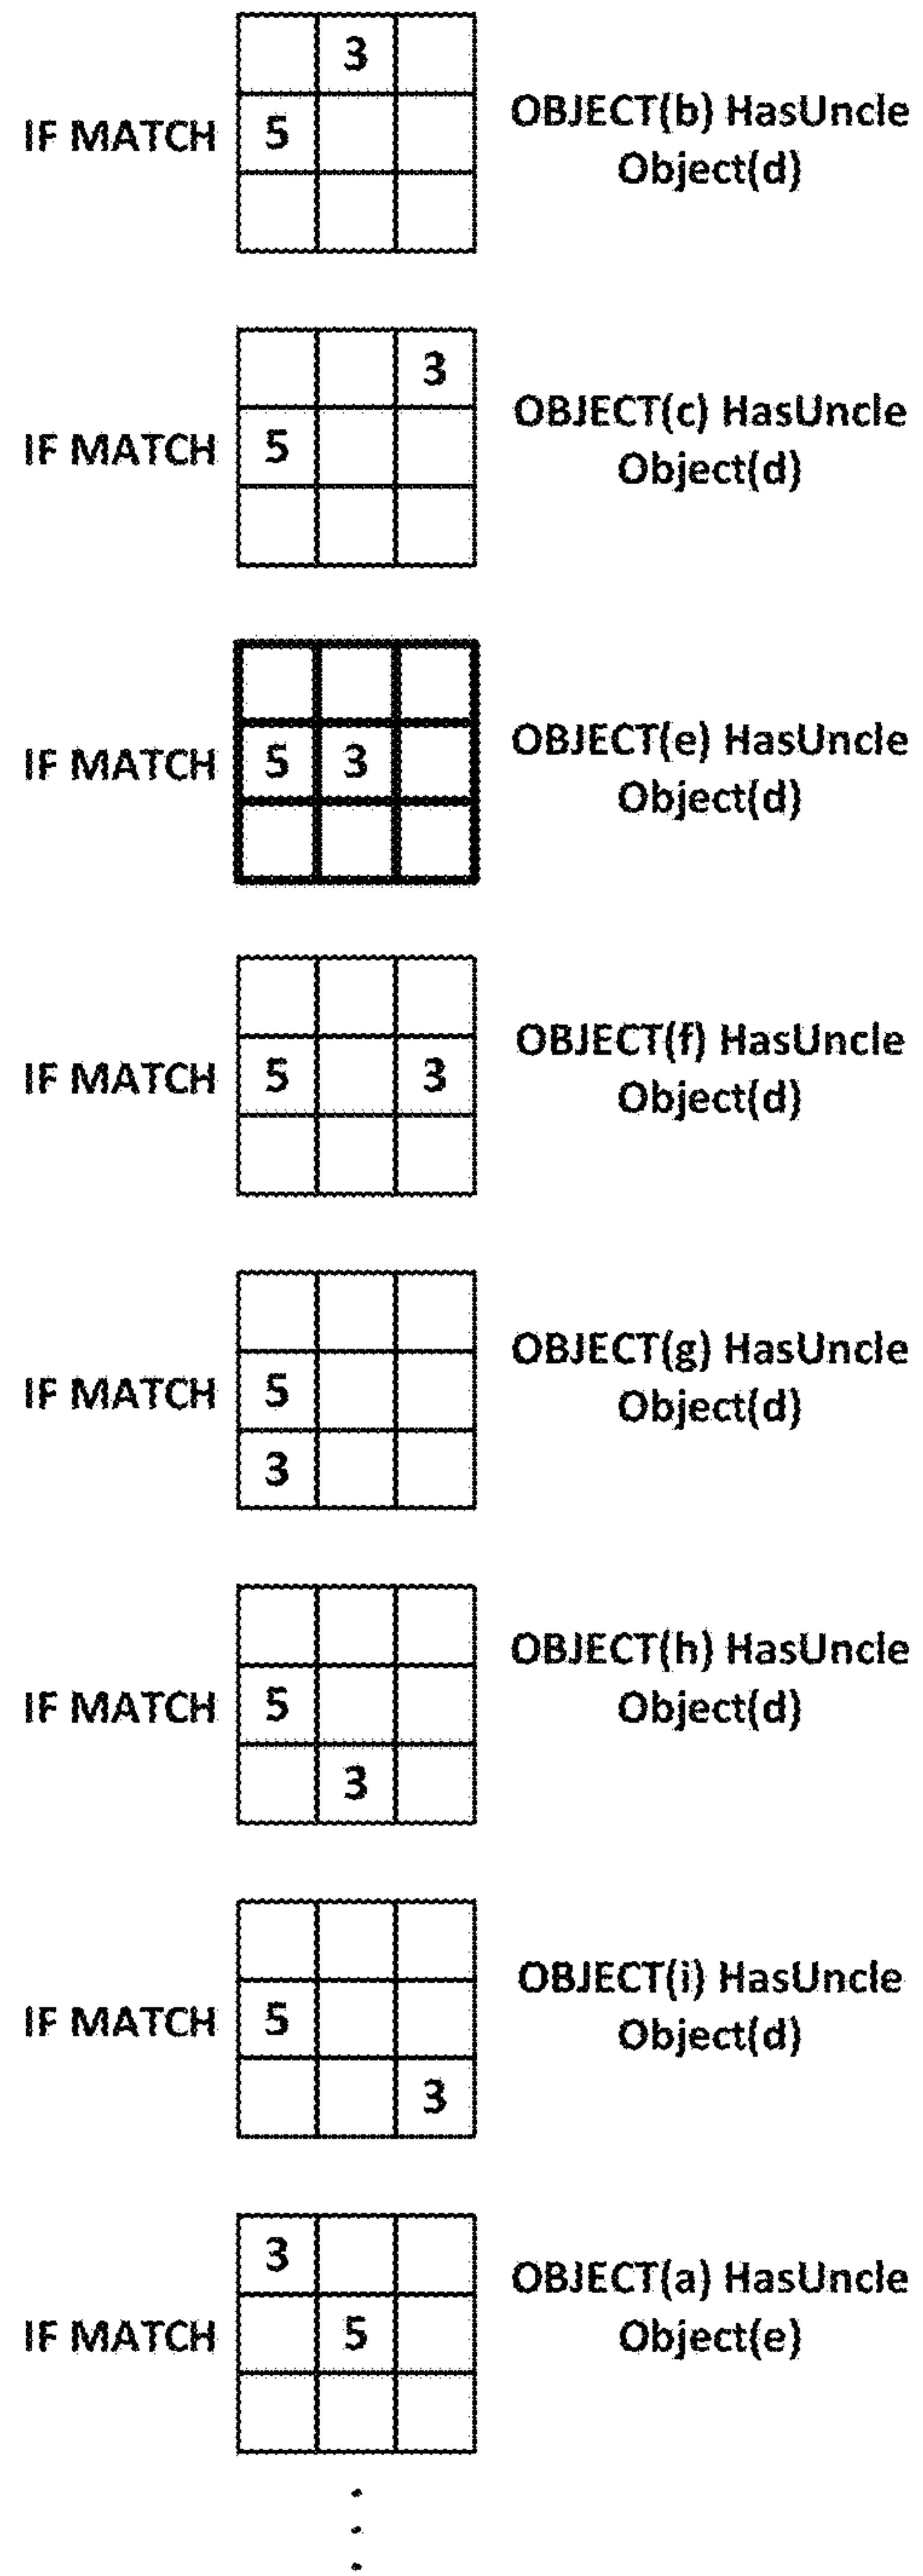 3
OBJECT(b) HasUncle
IF MATCH 5
Object(d)
3
OBJECT(c) HasUncle
IF MATCH 5
Object(d)
OBJECT(e) HasUncle
IF MATCH 5 3
Object(d)
OBJECT(f) HasUncle
IF MATCH 5 3
Object(d)
OBJECT(g) HasUncle
IF MATCH 5
Object(d)
3
OBJECT(h) HasUncle
IF MATCH 5
Object(d)
3
OBJECT(i) HasUncle
IF MATCH 5
Object(d)
3
3
OBJECT(a) HasUncle
IF MATCH 5
Object(e)